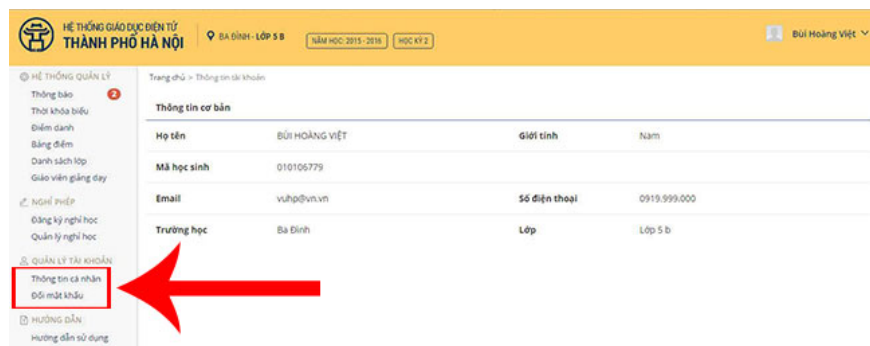 HỆ THỐNG GIÁO DỤC ĐIỆN TỬ
THÀNH PHỐ HÀ NỘI
BA ĐÌNH - LỚP 5 B
NĂM HỌC: 2015 - 2016
HỌC KỲ 2
Bùi Hoàng Việt
HỆ THỐNG QUẢN LÝ
Thông báo 2
Thời khóa biểu
Điểm danh
Bảng điểm
Danh sách lớp
Giáo viên giảng dạy
NGHỈ PHÉP
Đăng ký nghỉ học
Quản lý nghỉ học
QUẢN LÝ TÀI KHOẢN
Thông tin cá nhân
Đổi mật khẩu
HƯỚNG DẪN
Hướng dẫn sử dụng
Trang chủ > Thông tin tài khoản
Thông tin cơ bản
Họ tên BÙI HOÀNG VIỆT Giới tính Nam
Mã học sinh 010106779
Email vuhp@vn.vn Số điện thoại 0919.999.000
Trường học Ba Đình Lớp Lớp 5 b